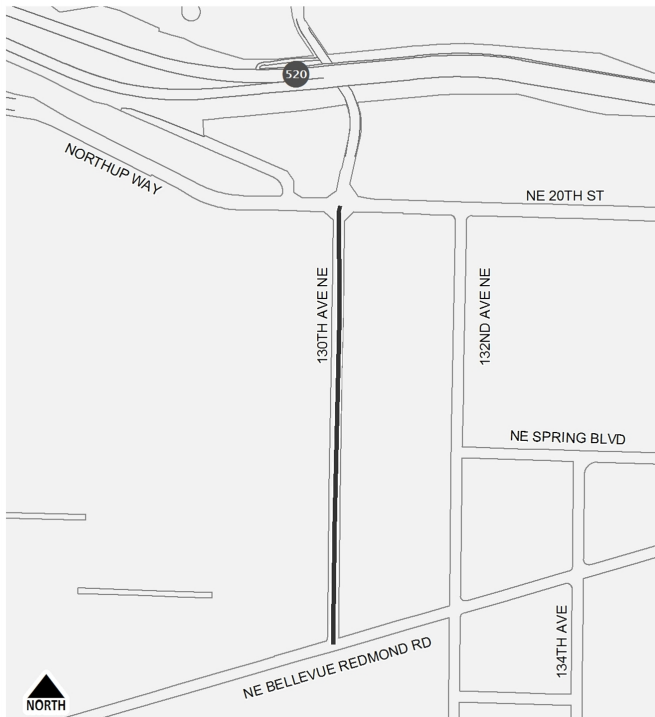 520
NORTHUP WAY
NE 20TH ST
130TH AVE NE
132ND AVE NE
NE SPRING BLVD
134TH AVE
NE BELLEVUE REDMOND RD
NORTH